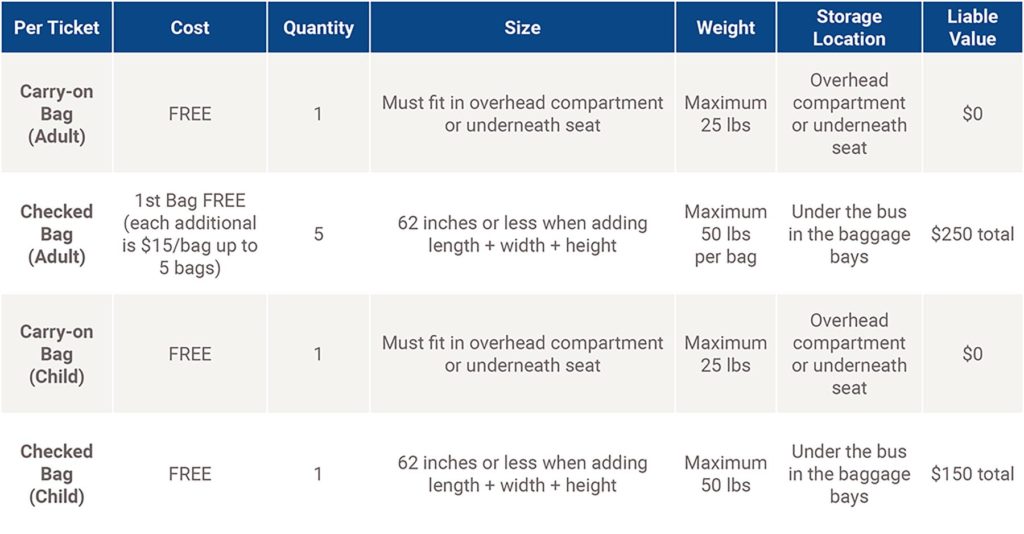 Per Ticket
Cost
Quantity
Size
Weight
Storage
Location
Liable
Value
Carry-on
Bag
(Adult)
FREE
1
Must fit in overhead compartment
or underneath seat
Maximum
25 lbs
Overhead
compartment
or underneath
seat
$0
Checked
Bag
(Adult)
1st Bag FREE
(each additional
is $15/bag up to
5 bags)
5
62 inches or less when adding
length + width + height
Maximum
50 lbs
per bag
Under the bus
in the baggage
bays
$250 total
Carry-on
Bag
(Child)
FREE
1
Must fit in overhead compartment
or underneath seat
Maximum
25 lbs
Overhead
compartment
or underneath
seat
$0
Checked
Bag
(Child)
FREE
1
62 inches or less when adding
length + width + height
Maximum
50 lbs
Under the bus
in the baggage
bays
$150 total